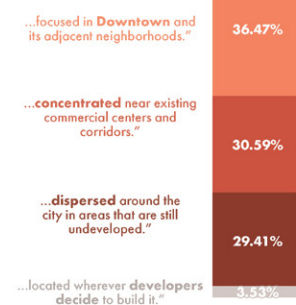 ...focused in Downtown and
its adjacent neighborhoods.”
36.47%
...concentrated near existing
commercial centers and
corridors.”
30.59%
...dispersed around the
city in areas that are still
undeveloped.”
29.41%
...located wherever developers
decide to build it.”
3.53%